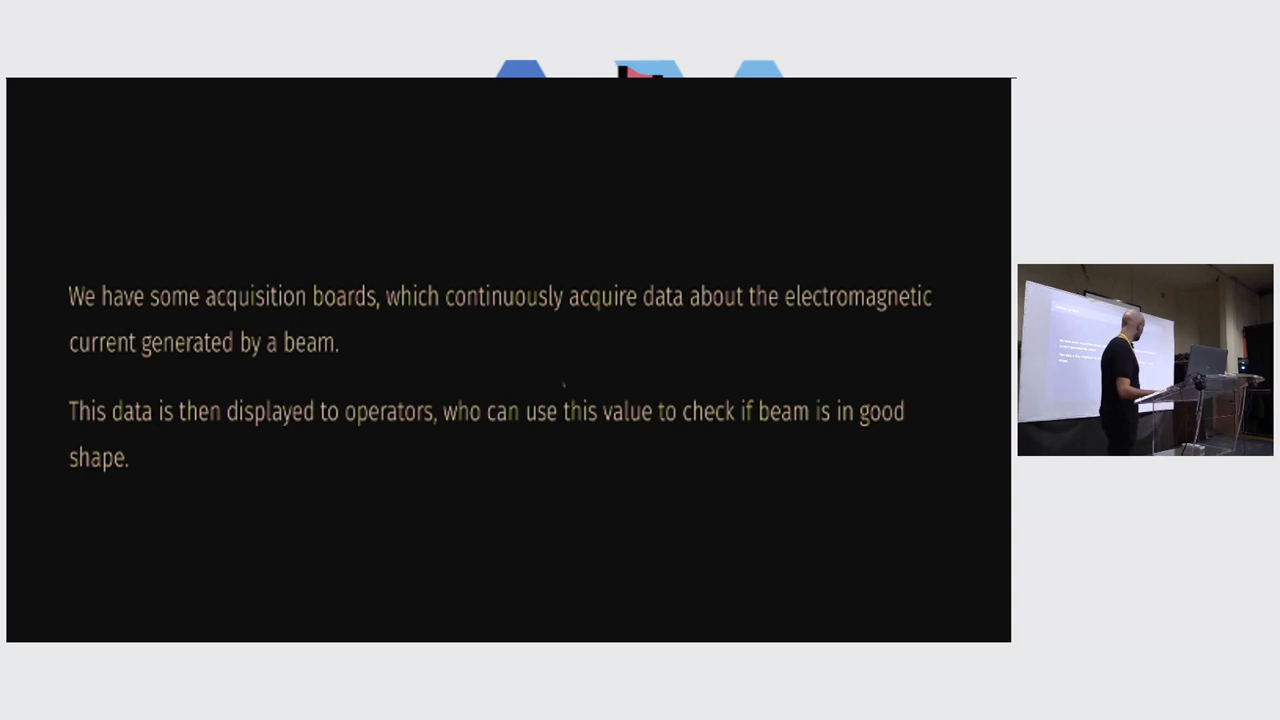 We have some acquisition boards, which continuously acquire data about the electromagnetic
current generated by a beam.
This data is then displayed to operators, who can use this value to check if beam is in good
shape.